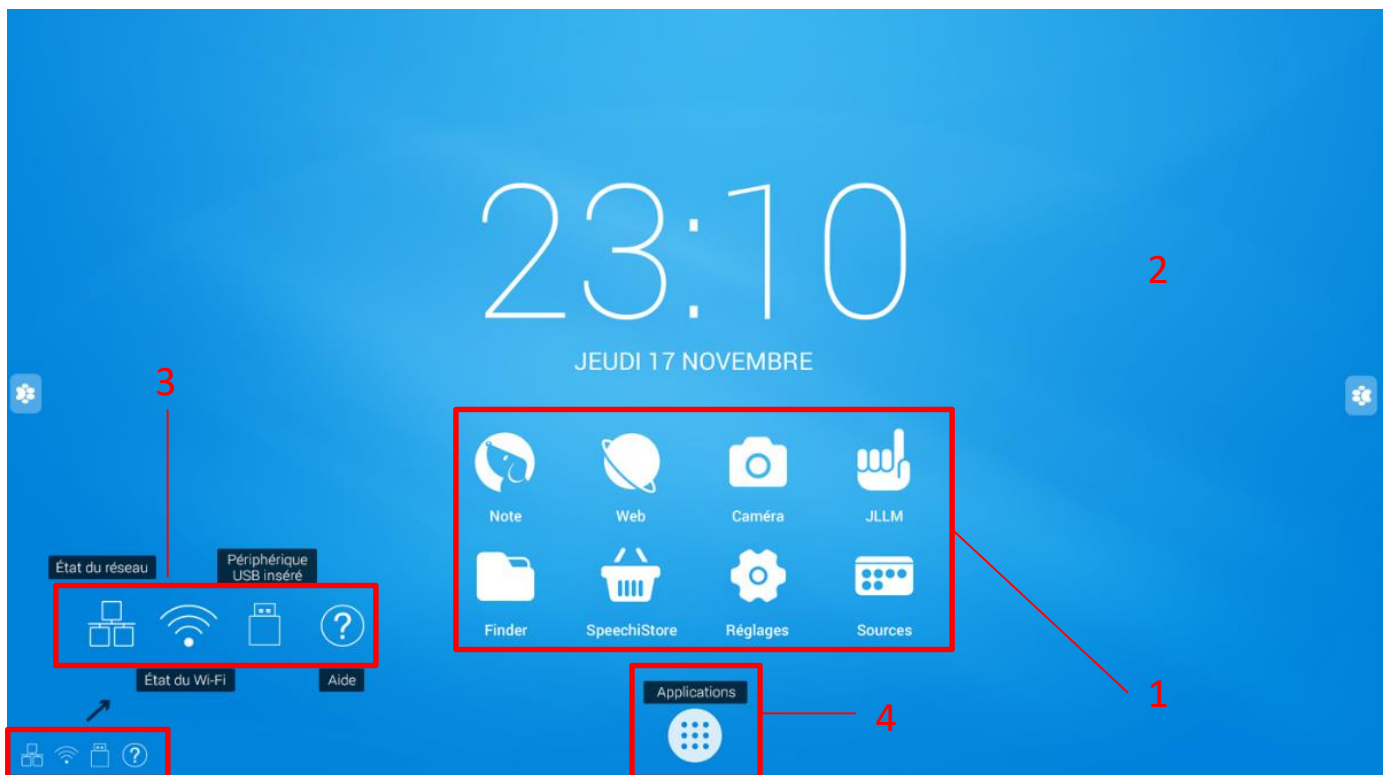 23:10
JEUDI 17 NOVEMBRE
2
3
Note
Web
Caméra
JLLM
Finder
SpeechiStore
Réglages
Sources
État du réseau
Périphérique
USB inséré
État du Wi-Fi
Aide
Applications
4
1